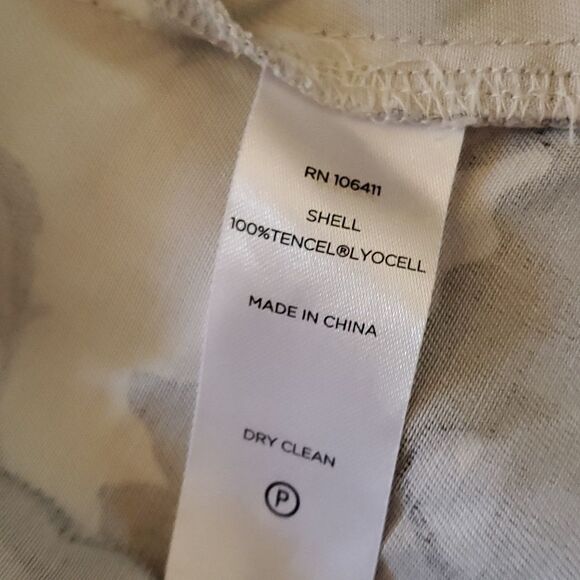 RN 106411
SHELL
100%TENCEL®LYOCELL
MADE IN CHINA
DRY CLEAN
P